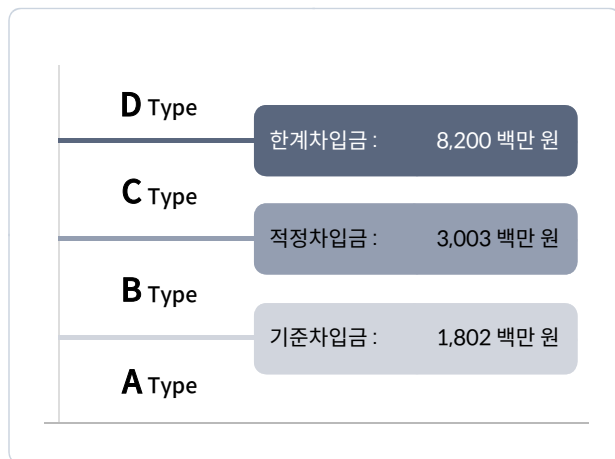 D Type
한계차입금 : 8,200 백만 원
C Type
적정차입금 : 3,003 백만 원
B Type
기준차입금 : 1,802 백만 원
A Type